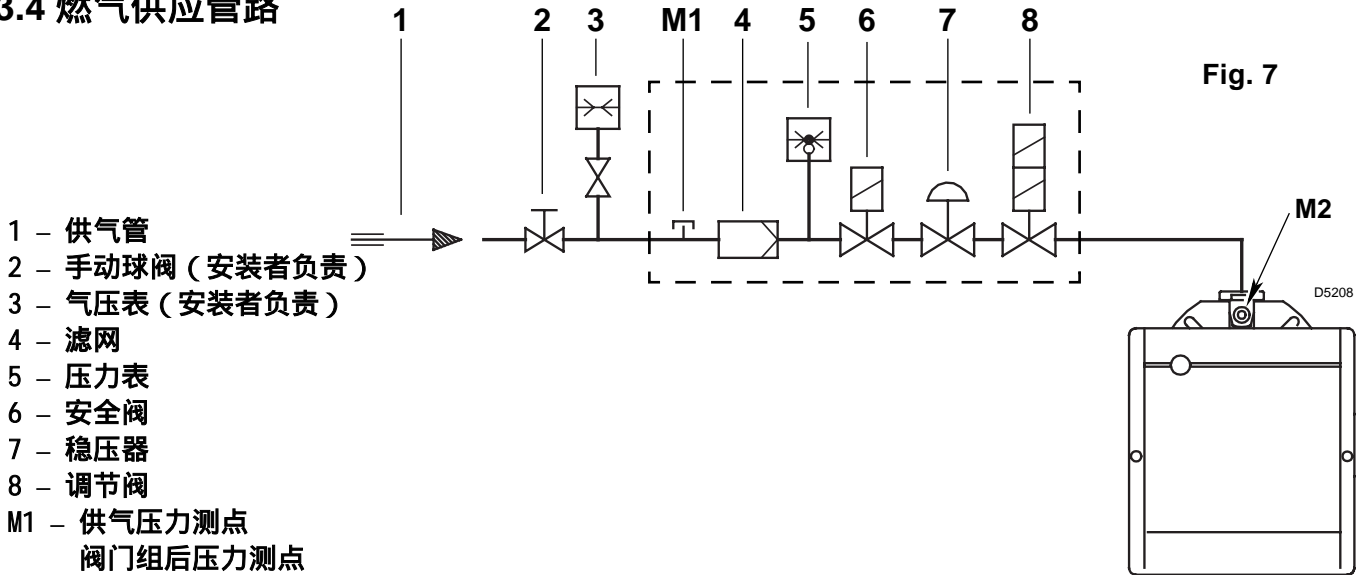 3.4 燃气供应管路
1 2 3 M1 4 5 6 7 8
Fig. 7
M2
D5208
1 – 供气管
2 – 手动球阀（安装者负责）
3 – 气压表（安装者负责）
4 – 滤网
5 – 压力表
6 – 安全阀
7 – 稳压器
8 – 调节阀
M1 – 供气压力测点
阀门组后压力测点